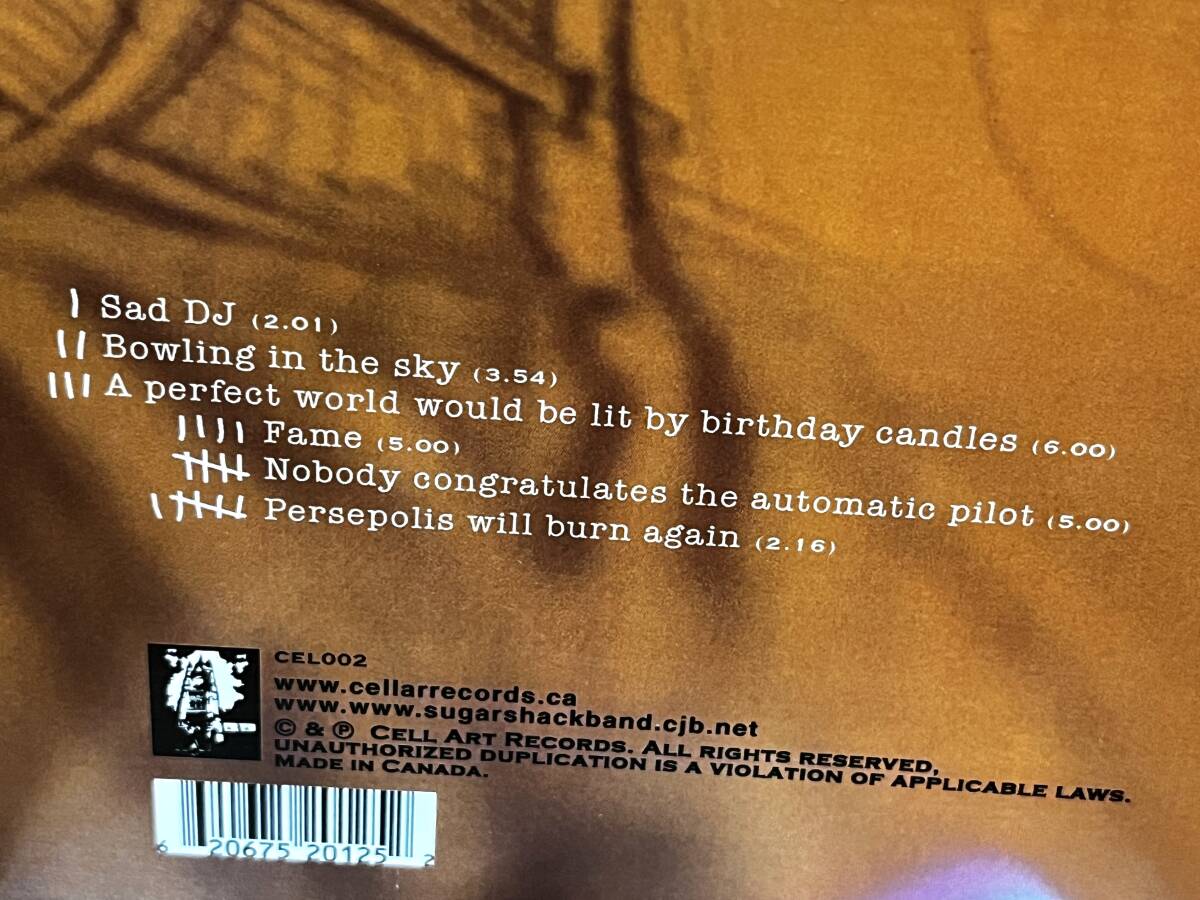 Sad DJ (2.01)
Bowling in the sky (3.54)
A perfect world would be lit by birthday candles (6.00)
Fame (5.00)
Nobody congratulates the automatic pilot (5.00)
Persepolis will burn again (2.16)
CEL002
www.cellarrecords.ca
www.www.sugarshackband.cjb.net
© & ℗ Cell Art Records. All rights reserved,
unauthorized duplication is a violation of applicable laws.
Made in Canada.
6 20675 20125 2